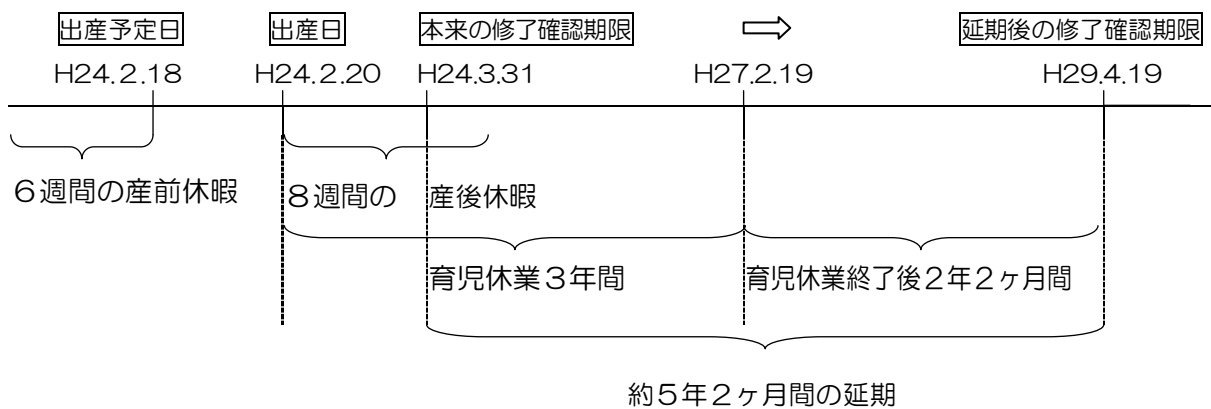 出産予定日 出産日 本来の修了確認期限 ⇨ 延期後の修了確認期限
H24.2.18 H24.2.20 H24.3.31 H27.2.19 H29.4.19
６週間の産前休暇 ８週間の 産後休暇
育児休業３年間 育児休業終了後２年２ヶ月間
約５年２ヶ月間の延期